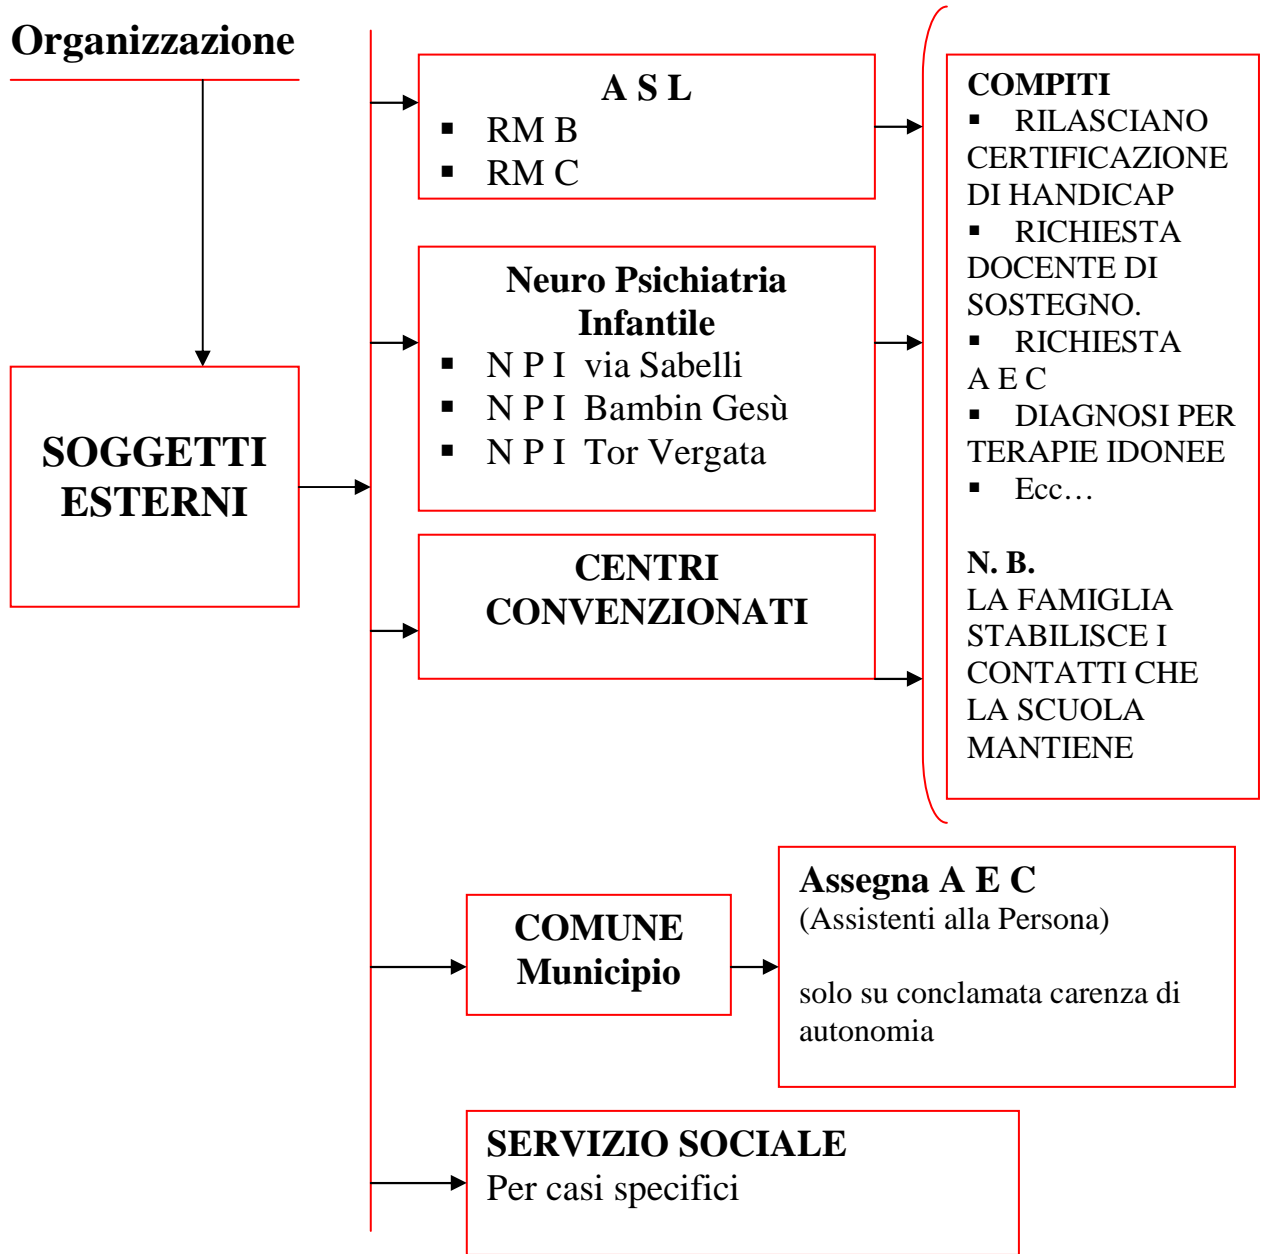 Organizzazione
SOGGETTI
ESTERNI
A S L
▪ RM B
▪ RM C
Neuro Psichiatria
Infantile
▪ N P I via Sabelli
▪ N P I Bambin Gesù
▪ N P I Tor Vergata
CENTRI
CONVENZIONATI
COMPITI
▪ RILASCIANO
CERTIFICAZIONE
DI HANDICAP
▪ RICHIESTA
DOCENTE DI
SOSTEGNO.
▪ RICHIESTA
A E C
▪ DIAGNOSI PER
TERAPIE IDONEE
▪ Ecc…
N. B.
LA FAMIGLIA
STABILISCE I
CONTATTI CHE
LA SCUOLA
MANTIENE
COMUNE
Municipio
Assegna A E C
(Assistenti alla Persona)
solo su conclamata carenza di
autonomia
SERVIZIO SOCIALE
Per casi specifici